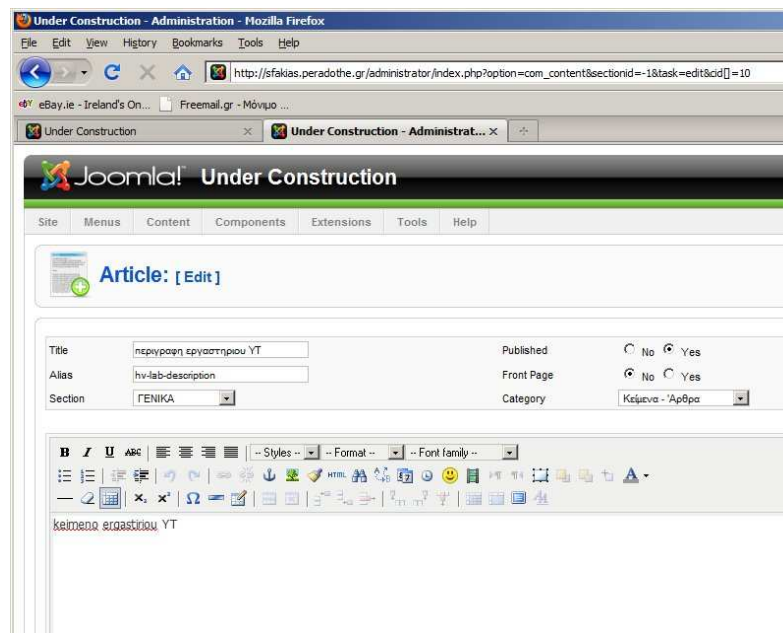 Under Construction - Administration - Mozilla Firefox
File Edit View History Bookmarks Tools Help
http://sfakias.peradothe.gr/administrator/index.php?option=com_content&sectionid=-1&task=edit&cid[]=10
eBay.ie - Ireland's On... Freemail.gr - Μόνιμο ...
Under Construction Under Construction - Administrat...
Joomla! Under Construction
Site Menus Content Components Extensions Tools Help
Article: [ Edit ]
Title περιγραφη εργαστηριου ΥΤ Published No Yes
Alias hv-lab-description Front Page No Yes
Section ΓΕΝΙΚΑ Category Κείμενα - 'Αρθρα
B I U ABC -- Styles -- -- Format -- -- Font family --
HTML
keimeno ergastiriou YT